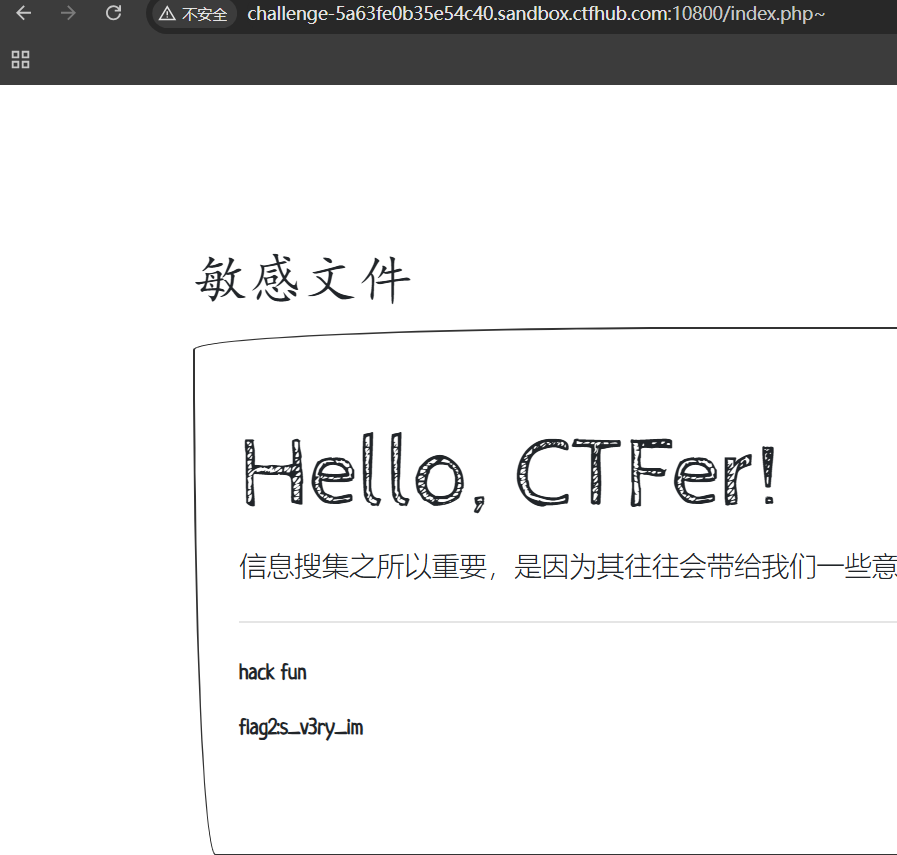 不安全 challenge-5a63fe0b35e54c40.sandbox.ctfhub.com:10800/index.php~
敏感文件
Hello, CTFer!
信息搜集之所以重要，是因为其往往会带给我们一些意
hack fun
flag2:s_v3ry_im